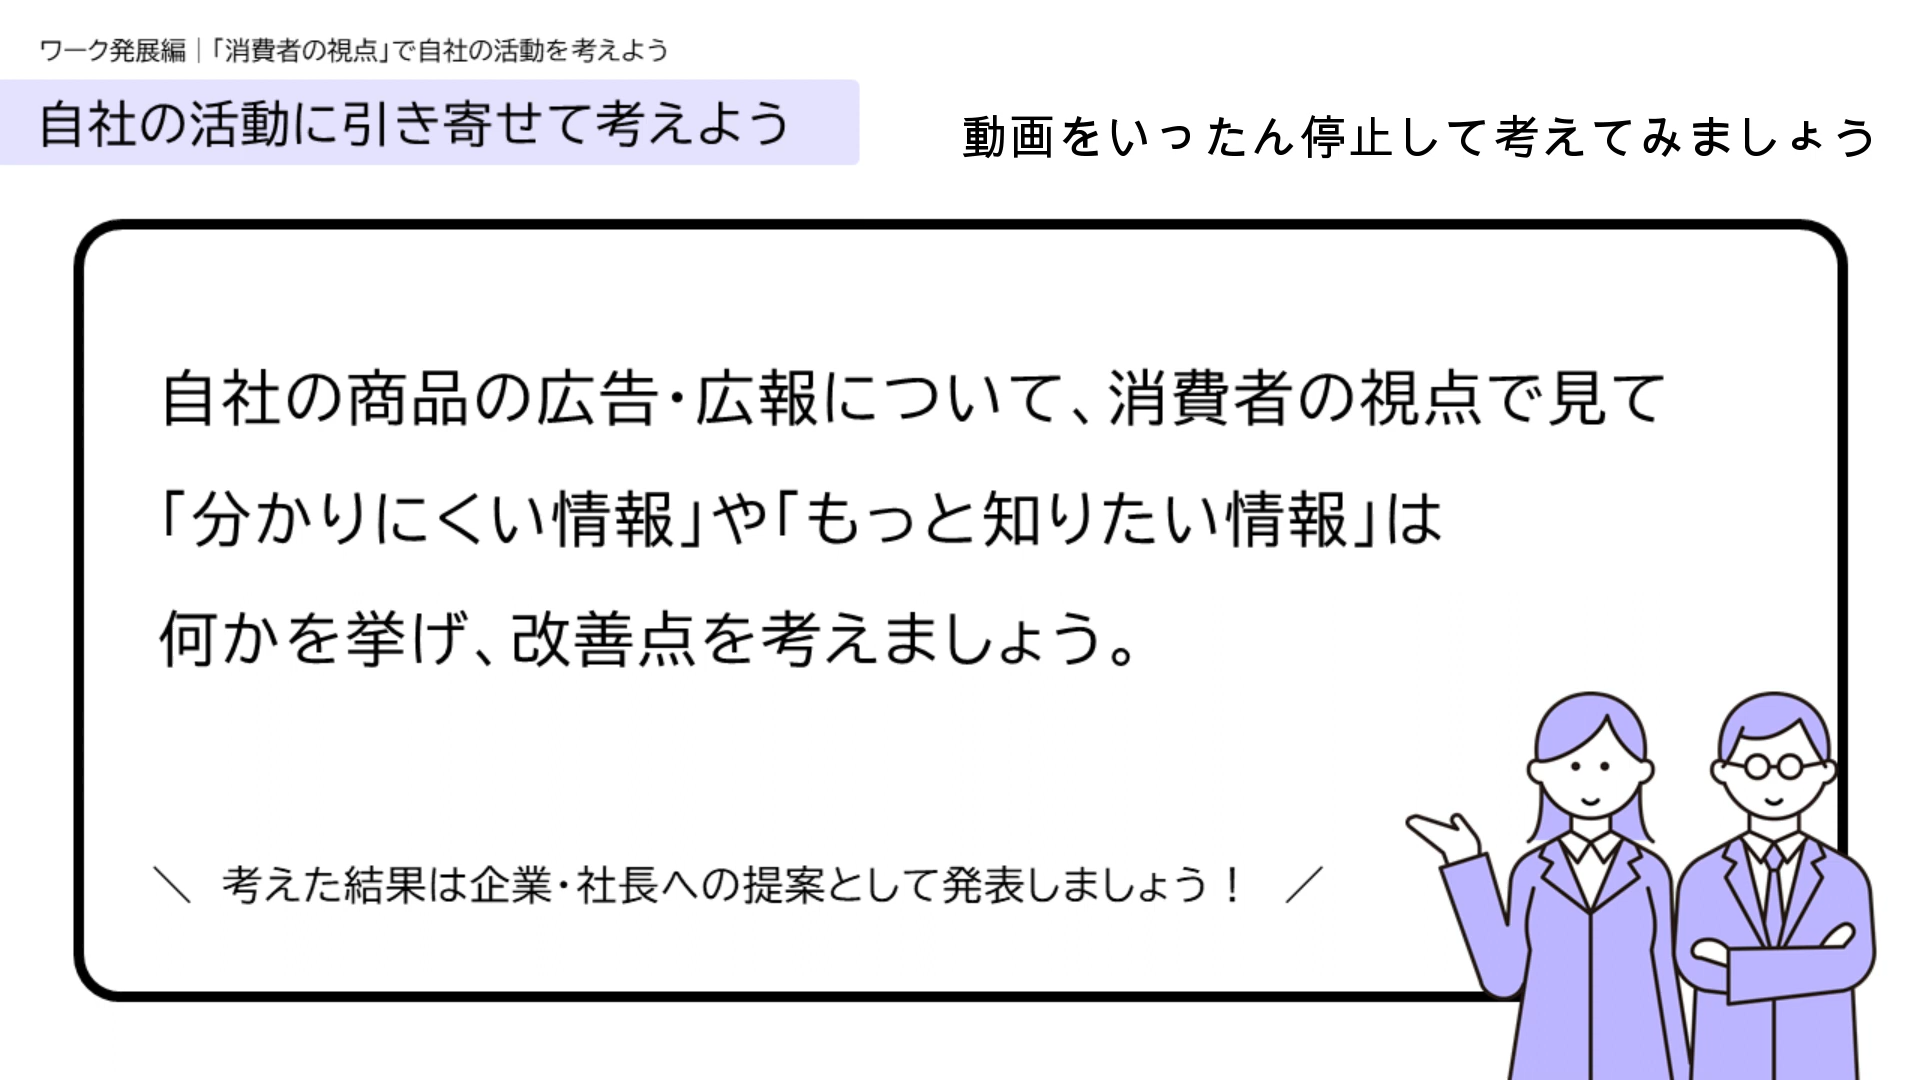 ワーク発展編｜「消費者の視点」で自社の活動を考えよう
自社の活動に引き寄せて考えよう
動画をいったん停止して考えてみましょう
自社の商品の広告・広報について、消費者の視点で見て
「分かりにくい情報」や「もっと知りたい情報」は
何かを挙げ、改善点を考えましょう。
＼ 考えた結果は企業・社長への提案として発表しましょう！ ／